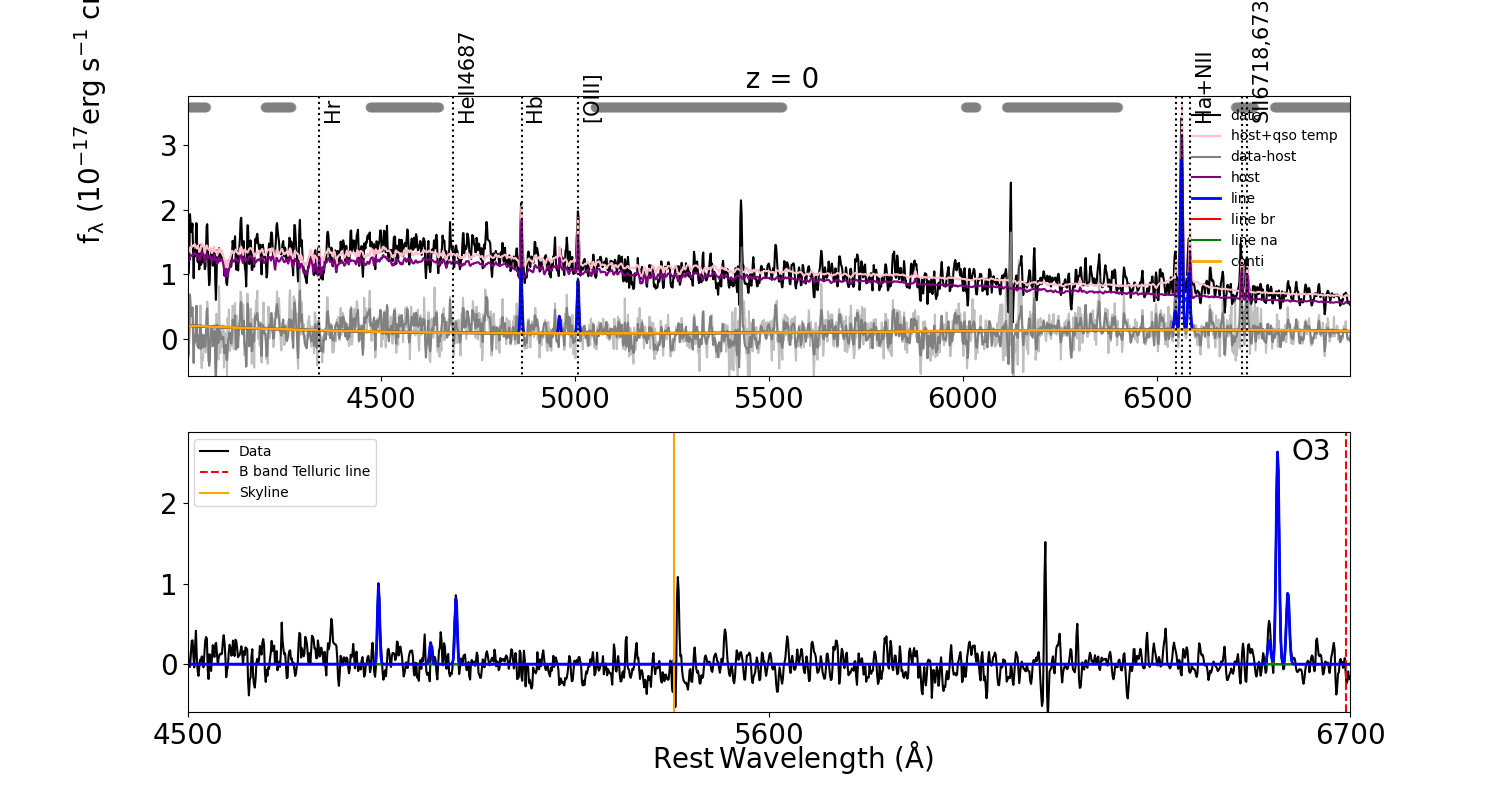 z = 0
fλ (10−17erg s−1 c
Hr
HeII4687
Hb
[OIII]
Ha+NII
SII6718,673
3
2
1
0
data
host+qso temp
data-host
host
line
line br
line na
conti
4500 5000 5500 6000 6500
Data
B band Telluric line
Skyline
O3
2
1
0
4500 5600 6700
Rest Wavelength (Å)